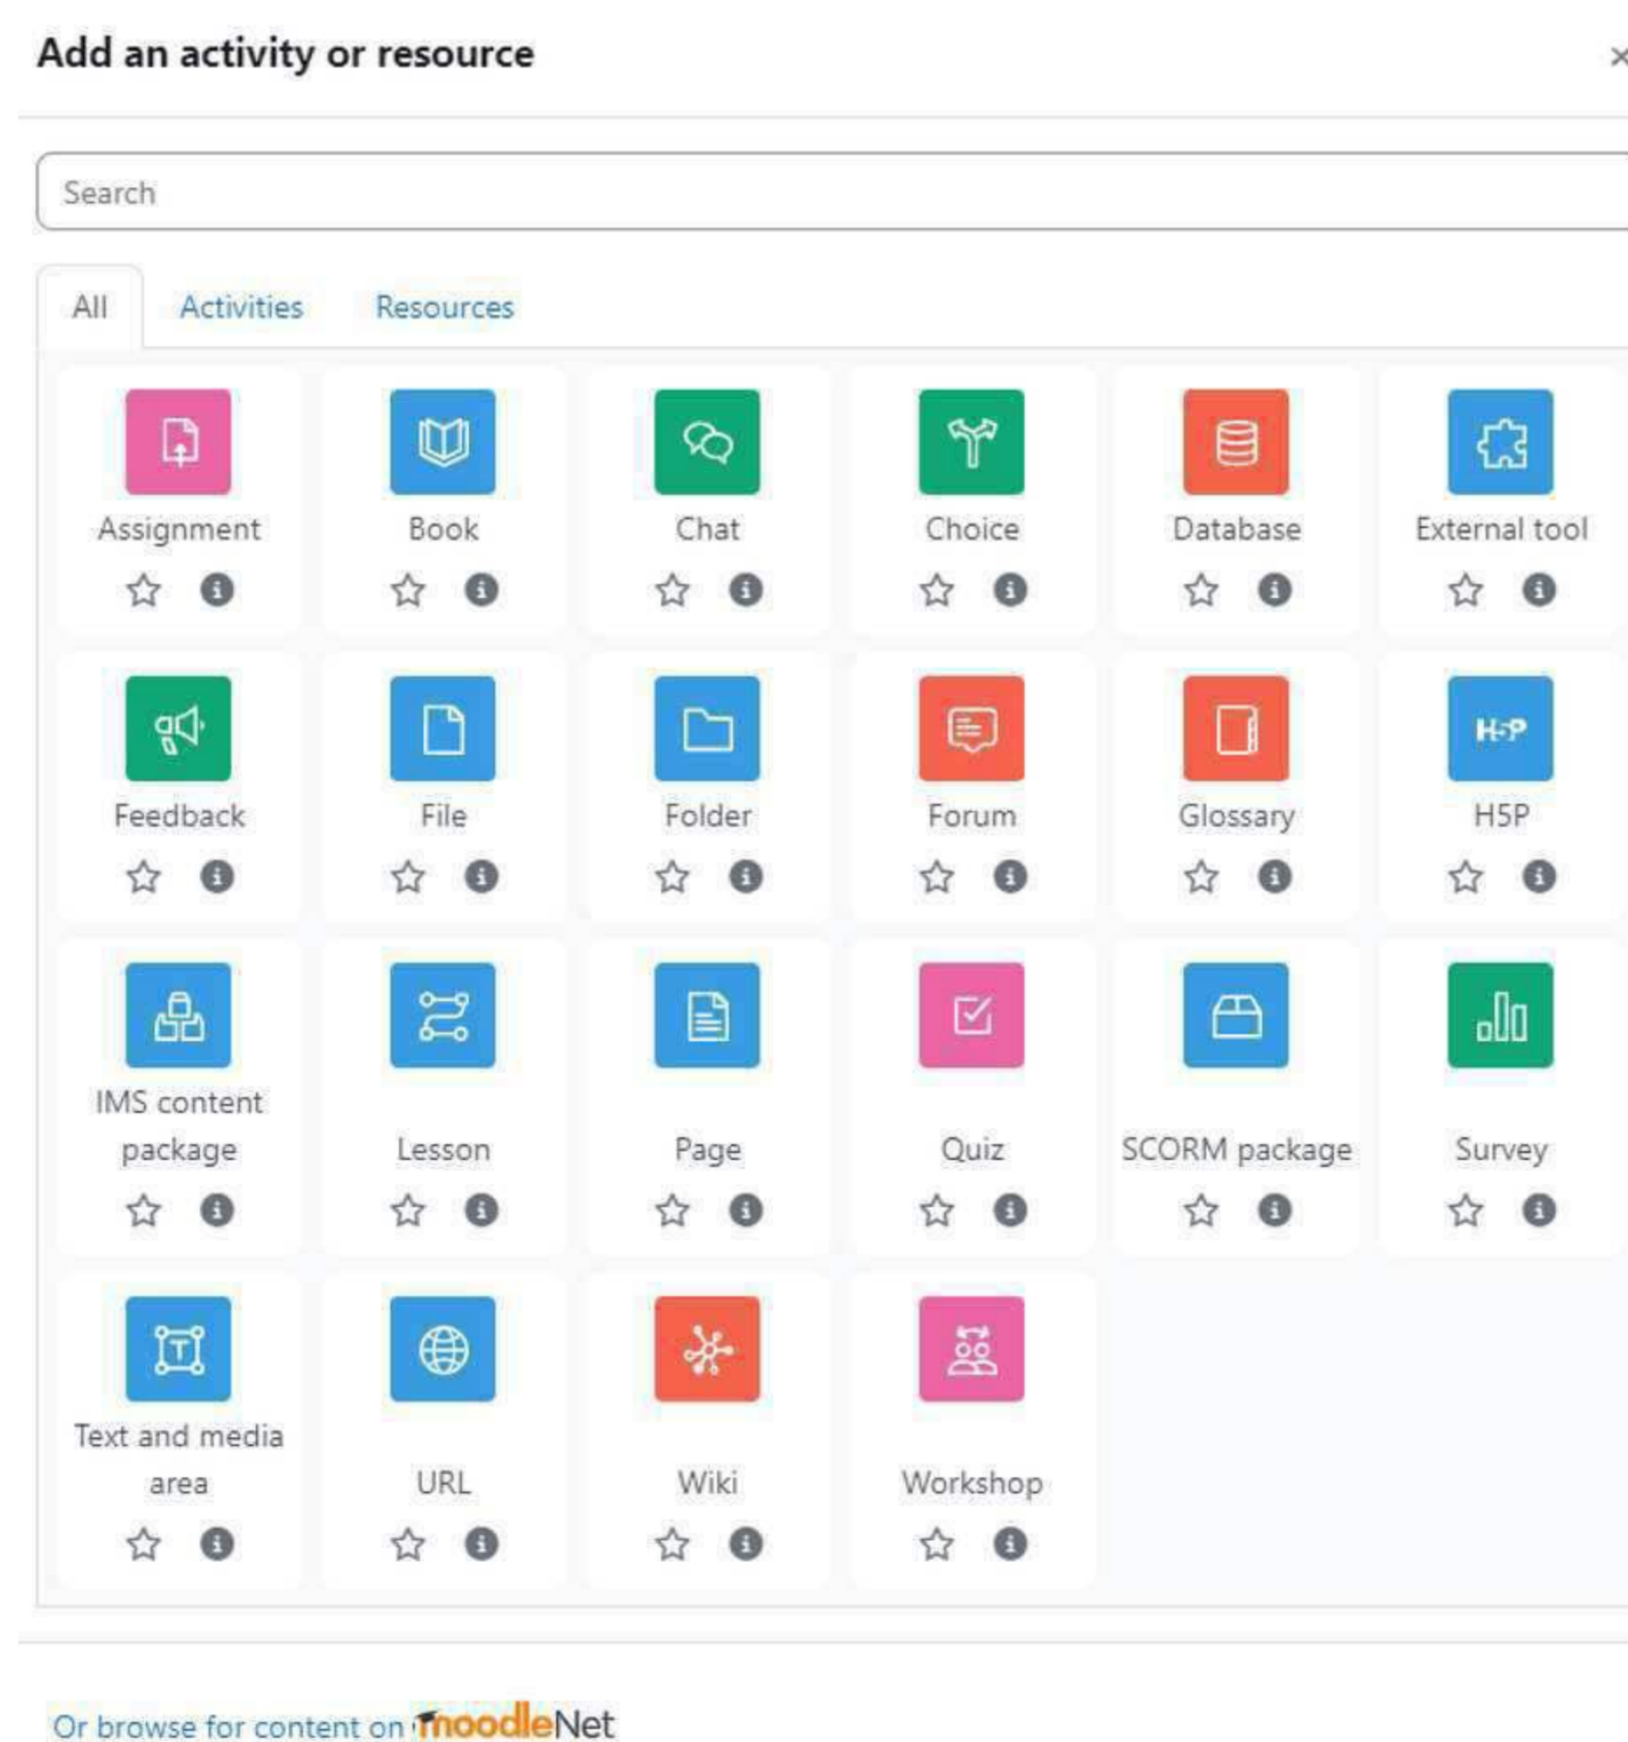 Add an activity or resource
×
Search
All Activities Resources
Assignment Book Chat Choice Database External tool
Feedback File Folder Forum Glossary H5P
H5P
IMS content
package Lesson Page Quiz SCORM package Survey
T
Text and media
area URL Wiki Workshop
Or browse for content on moodleNet